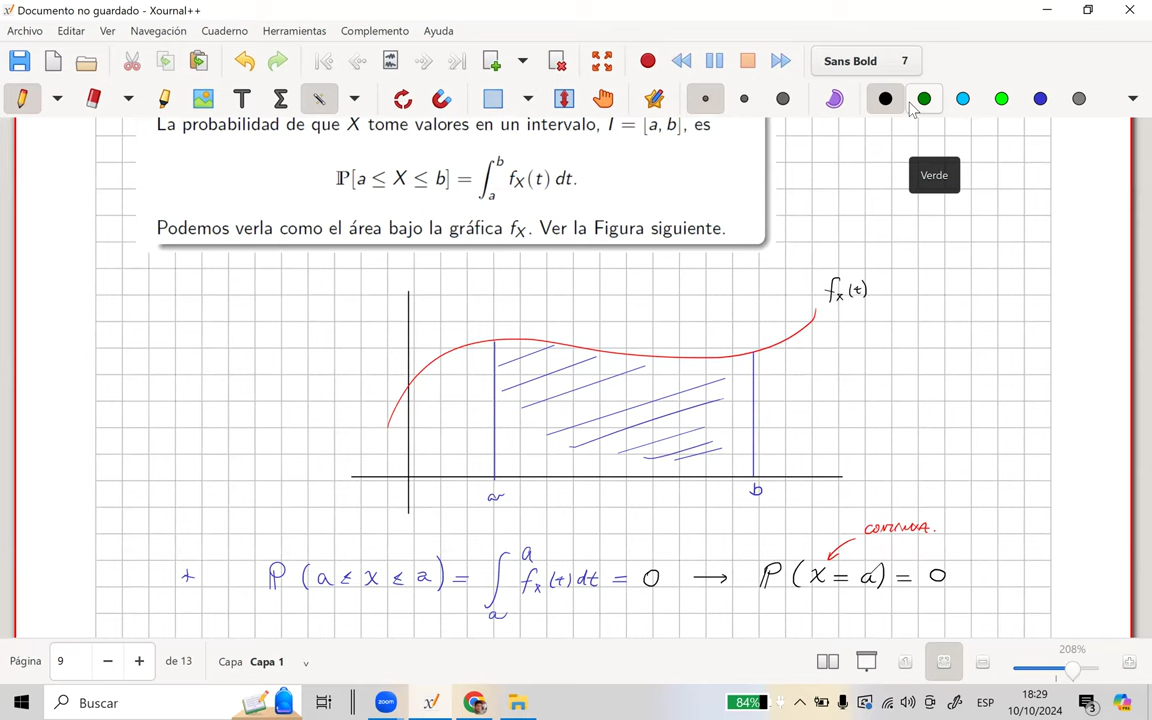 Documento no guardado - Xournal++
Archivo Editar Ver Navegación Cuaderno Herramientas Complemento Ayuda
Sans Bold 7
La probabilidad de que X tome valores en un intervalo, I = [a, b], es
ℙ[a ≤ X ≤ b] = ∫_a^b f_X(t) dt.
Verde
Podemos verla como el área bajo la gráfica f_X. Ver la Figura siguiente.
f_x(t)
a
b
CONTINUA.
+ ℙ(a ≤ x ≤ a) = ∫_a^a f_x(t)dt = 0 → ℙ(x = a) = 0
Página 9 de 13 Capa Capa 1
208%
Buscar
zoom
84%
ESP
18:29
10/10/2024
3